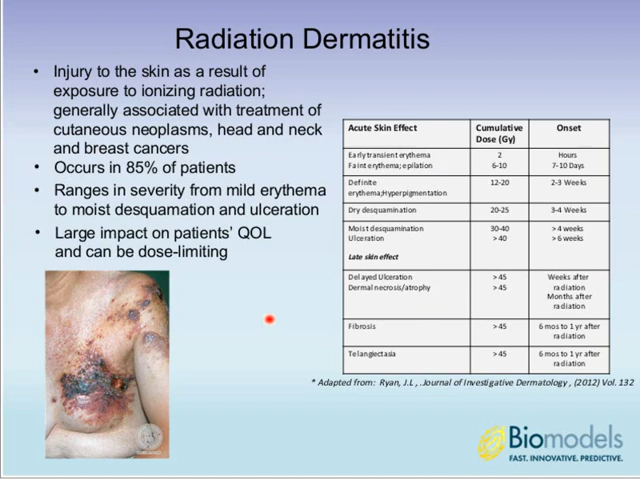 Radiation Dermatitis
• Injury to the skin as a result of
exposure to ionizing radiation;
generally associated with treatment of
cutaneous neoplasms, head and neck
and breast cancers
• Occurs in 85% of patients
• Ranges in severity from mild erythema
to moist desquamation and ulceration
• Large impact on patients' QOL
and can be dose-limiting
Acute Skin Effect Cumulative Onset
Dose (Gy)
Early transient erythema 2 Hours
Faint erythema; epilation 6-10 7-10 Days
Definite 12-20 2-3 Weeks
erythema;Hyperpigmentation
Dry desquamation 20-25 3-4 Weeks
Moist desquamation 30-40 > 4 weeks
Ulceration > 40 > 6 weeks
Late skin effect
Delayed Ulceration > 45 Weeks after
Dermal necrosis/atrophy > 45 radiation
Months after
radiation
Fibrosis > 45 6 mos to 1 yr after
radiation
Telangiectasia > 45 6 mos to 1 yr after
radiation
* Adapted from: Ryan, J.L , .Journal of Investigative Dermatology , (2012) Vol. 132
Biomodels
FAST. INNOVATIVE. PREDICTIVE.